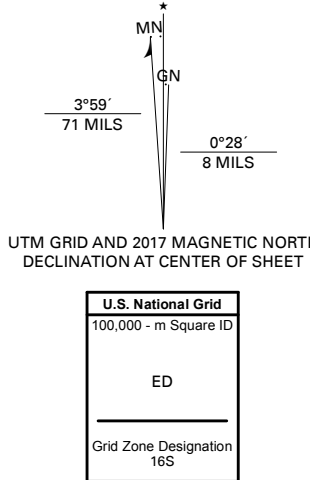 ★
MN
GN
3°59´
71 MILS
0°28´
8 MILS
UTM GRID AND 2017 MAGNETIC NORT
DECLINATION AT CENTER OF SHEET
U.S. National Grid
100,000 - m Square ID
ED
Grid Zone Designation
16S